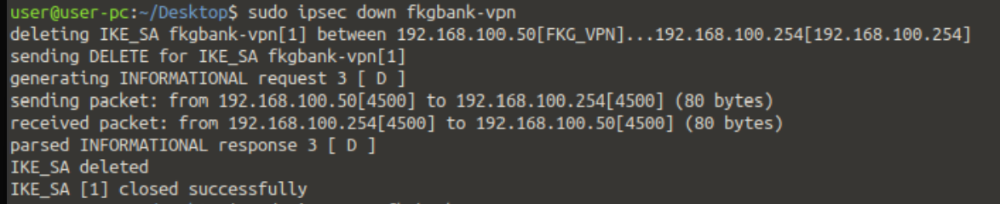 user@user-pc:~/Desktop$ sudo ipsec down fkgbank-vpn
deleting IKE_SA fkgbank-vpn[1] between 192.168.100.50[FKG_VPN]...192.168.100.254[192.168.100.254]
sending DELETE for IKE_SA fkgbank-vpn[1]
generating INFORMATIONAL request 3 [ D ]
sending packet: from 192.168.100.50[4500] to 192.168.100.254[4500] (80 bytes)
received packet: from 192.168.100.254[4500] to 192.168.100.50[4500] (80 bytes)
parsed INFORMATIONAL response 3 [ D ]
IKE_SA deleted
IKE_SA [1] closed successfully